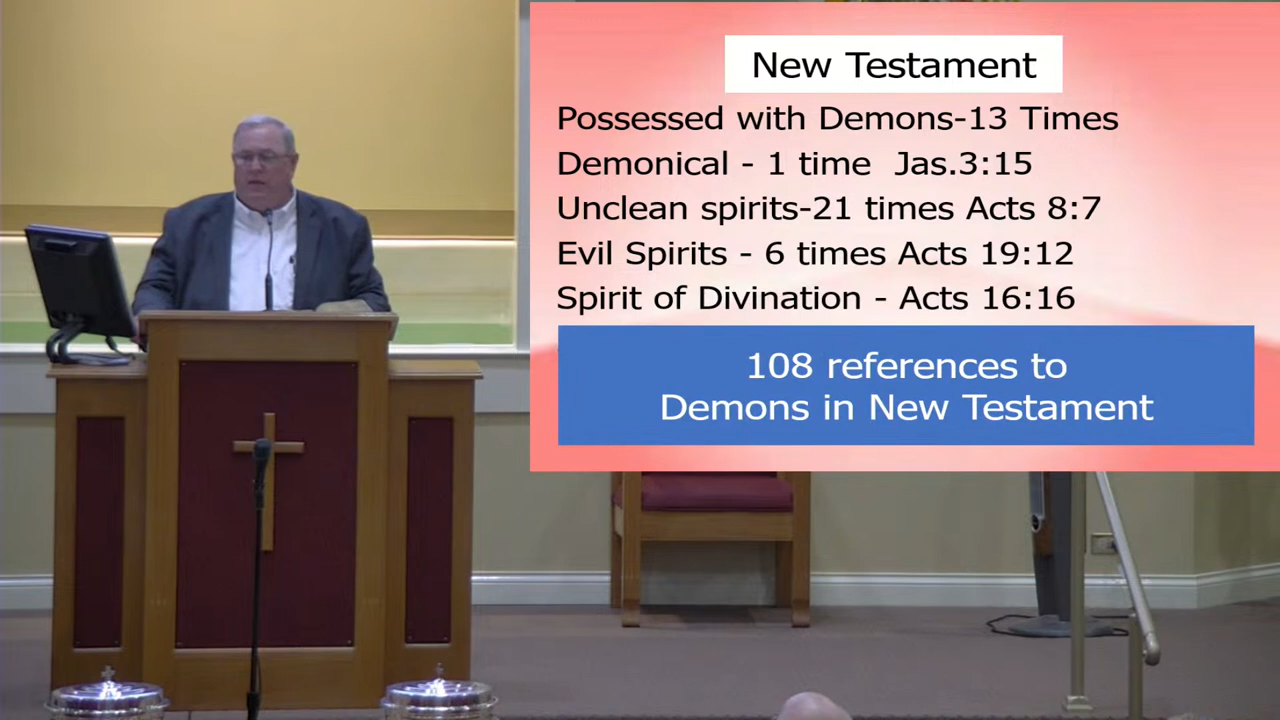 New Testament
Possessed with Demons-13 Times
Demonical - 1 time Jas.3:15
Unclean spirits-21 times Acts 8:7
Evil Spirits - 6 times Acts 19:12
Spirit of Divination - Acts 16:16
108 references to
Demons in New Testament